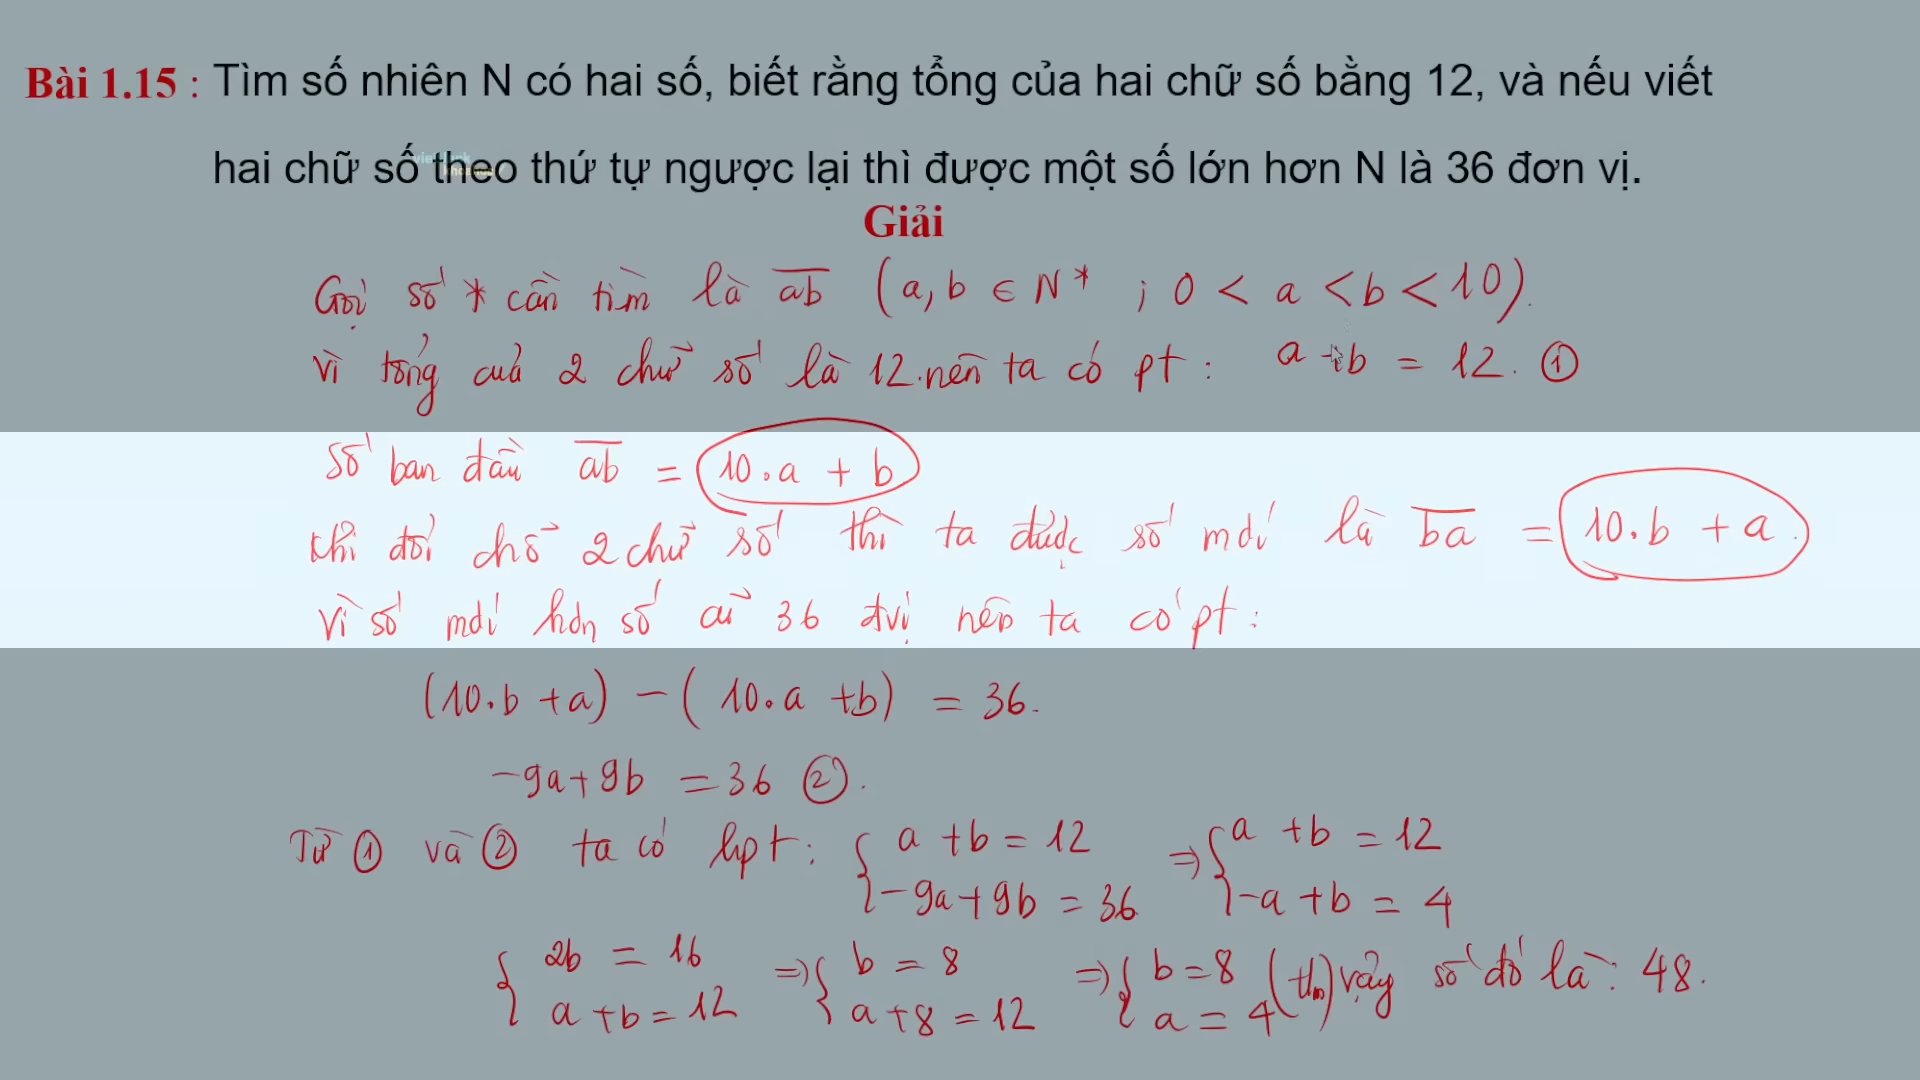 Bài 1.15 : Tìm số nhiên N có hai số, biết rằng tổng của hai chữ số bằng 12, và nếu viết
hai chữ số theo thứ tự ngược lại thì được một số lớn hơn N là 36 đơn vị.
Giải
Gọi số * cần tìm là ab (a, b ∈ N* ; 0 < a < b < 10).
Vì tổng của 2 chữ số là 12 nên ta có pt : a + b = 12. ①
Số ban đầu ab = 10.a + b
Khi đổi chỗ 2 chữ số thì ta được số mới là ba = 10.b + a
Vì số mới hơn số cũ 36 đvị nên ta có pt :
(10.b + a) − (10.a + b) = 36.
−9a + 9b = 36 ②.
Từ ① và ② ta có hpt : { a + b = 12 ⇒ { a + b = 12
−9a + 9b = 36 −a + b = 4
{ 2b = 16 ⇒ { b = 8 ⇒ { b = 8 (tm) vậy số đó là : 48.
a + b = 12 a + 8 = 12 a = 4